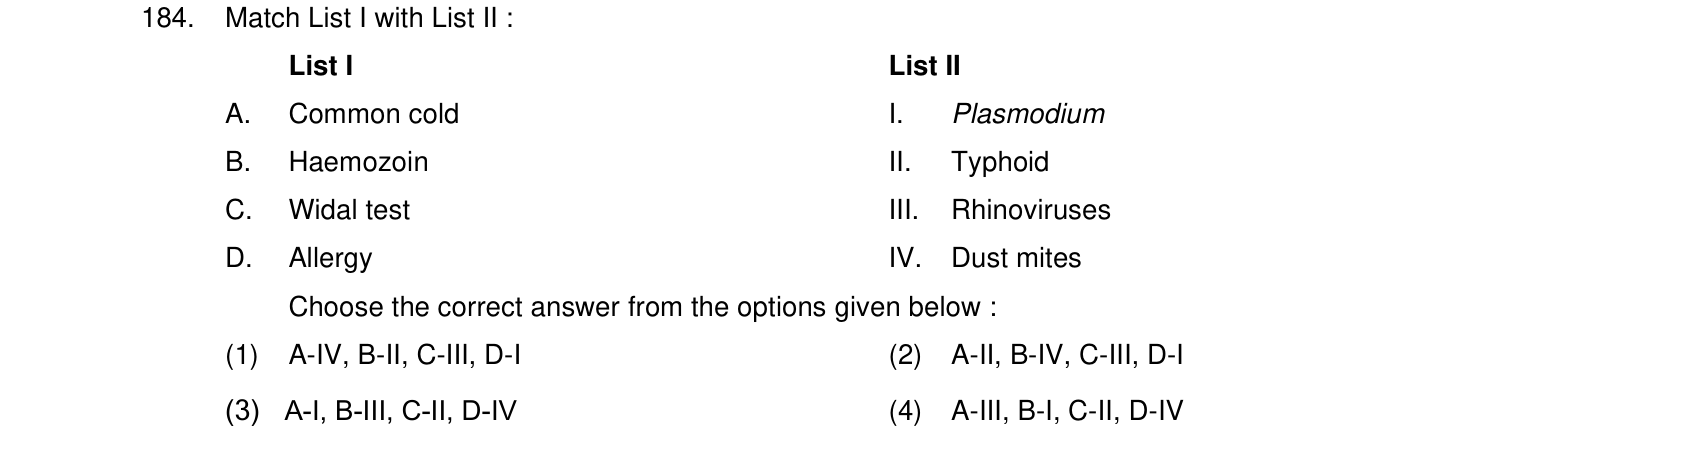 184. Match List I with List II :
List I List II
A. Common cold I. Plasmodium
B. Haemozoin II. Typhoid
C. Widal test III. Rhinoviruses
D. Allergy IV. Dust mites
Choose the correct answer from the options given below :
(1) A-IV, B-II, C-III, D-I (2) A-II, B-IV, C-III, D-I
(3) A-I, B-III, C-II, D-IV (4) A-III, B-I, C-II, D-IV